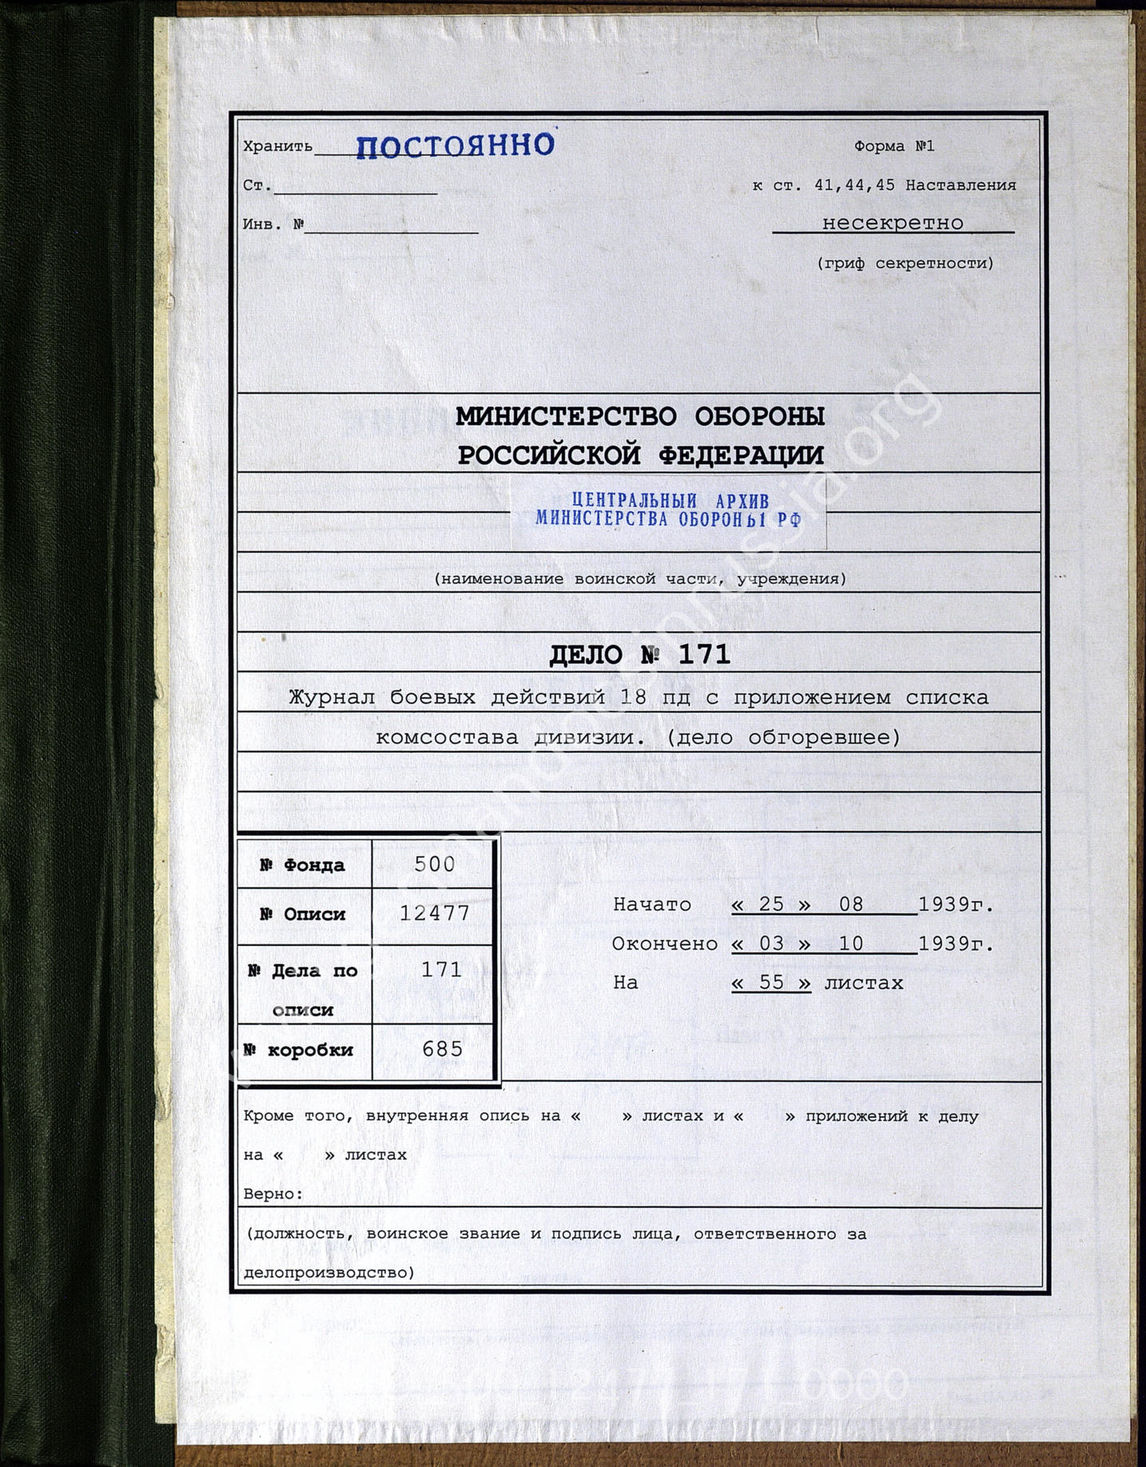 Хранить ПОСТОЯННО
Форма №1
Ст.
к ст. 41,44,45 Наставления
Инв. №
несекретно
(гриф секретности)
МИНИСТЕРСТВО ОБОРОНЫ
РОССИЙСКОЙ ФЕДЕРАЦИИ
ЦЕНТРАЛЬНЫЙ АРХИВ
МИНИСТЕРСТВА ОБОРОНЫ РФ
(наименование воинской части, учреждения)
ДЕЛО № 171
Журнал боевых действий 18 пд с приложением списка
комсостава дивизии. (дело обгоревшее)
№ Фонда 500
№ Описи 12477
№ Дела по описи 171
№ коробки 685
Начато « 25 » 08 1939г.
Окончено « 03 » 10 1939г.
На « 55 » листах
Кроме того, внутренняя опись на « » листах и « » приложений к делу
на « » листах
Верно:
(должность, воинское звание и подпись лица, ответственного за
делопроизводство)